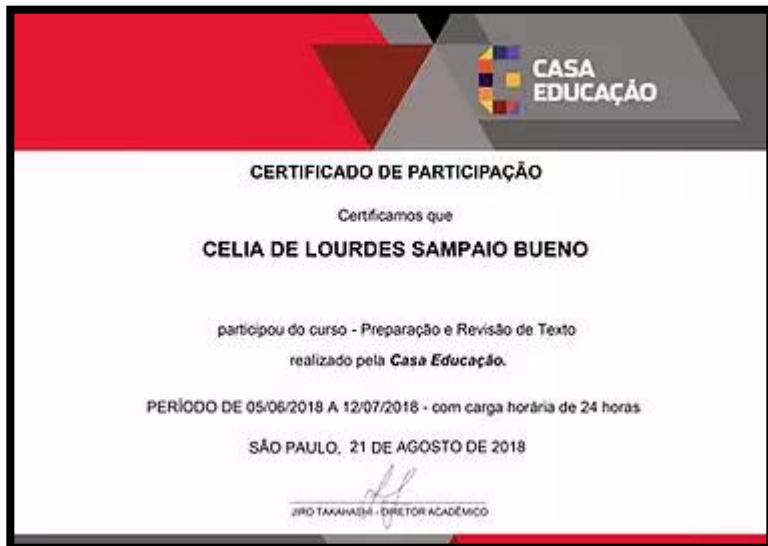 CASA
EDUCAÇÃO
CERTIFICADO DE PARTICIPAÇÃO
Certificamos que
CELIA DE LOURDES SAMPAIO BUENO
participou do curso - Preparação e Revisão de Texto
realizado pela Casa Educação.
PERÍODO DE 05/06/2018 A 12/07/2018 - com carga horária de 24 horas
SÃO PAULO, 21 DE AGOSTO DE 2018
JIRO TAKAHASHI - DIRETOR ACADÊMICO